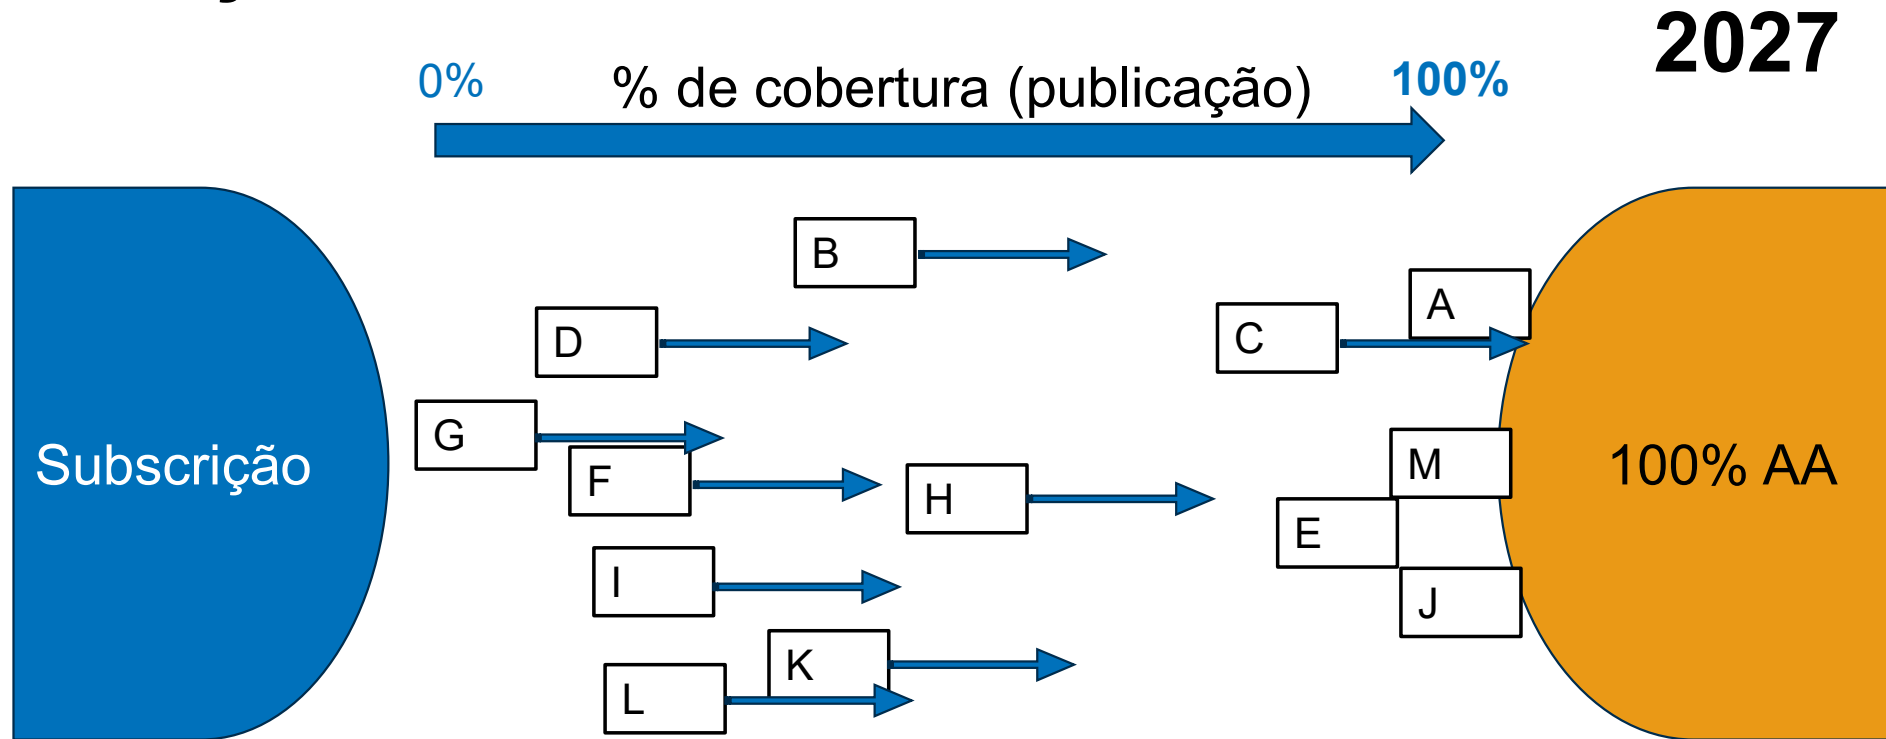 2027
0%
% de cobertura (publicação)
100%
B
A
D
C
G
Subscrição
F
H
M
100% AA
E
I
J
K
L